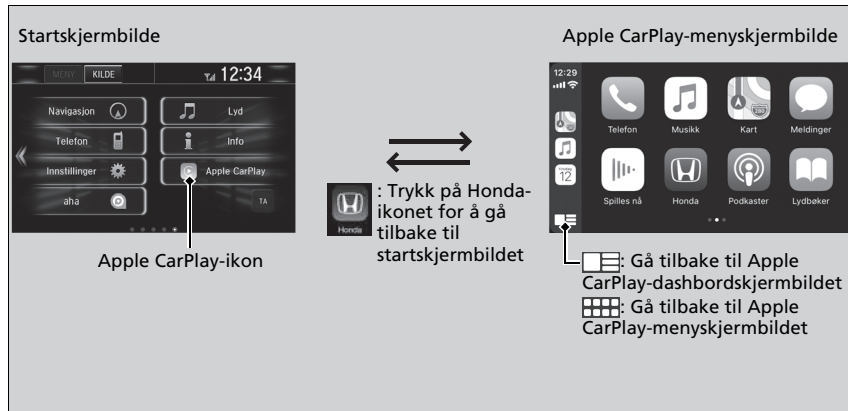 Startskjermbilde
Apple CarPlay-menyskjermbilde
MENY KILDE 12:34
Navigasjon Lyd
Telefon Info
Innstillinger Apple CarPlay
aha TA
Apple CarPlay-ikon
Honda
: Trykk på Honda-
ikonet for å gå
tilbake til
startskjermbildet
12:29
Telefon Musikk Kart Meldinger
12
Spilles nå Honda Podkaster Lydbøker
: Gå tilbake til Apple
CarPlay-dashbordskjermbildet
: Gå tilbake til Apple
CarPlay-menyskjermbildet